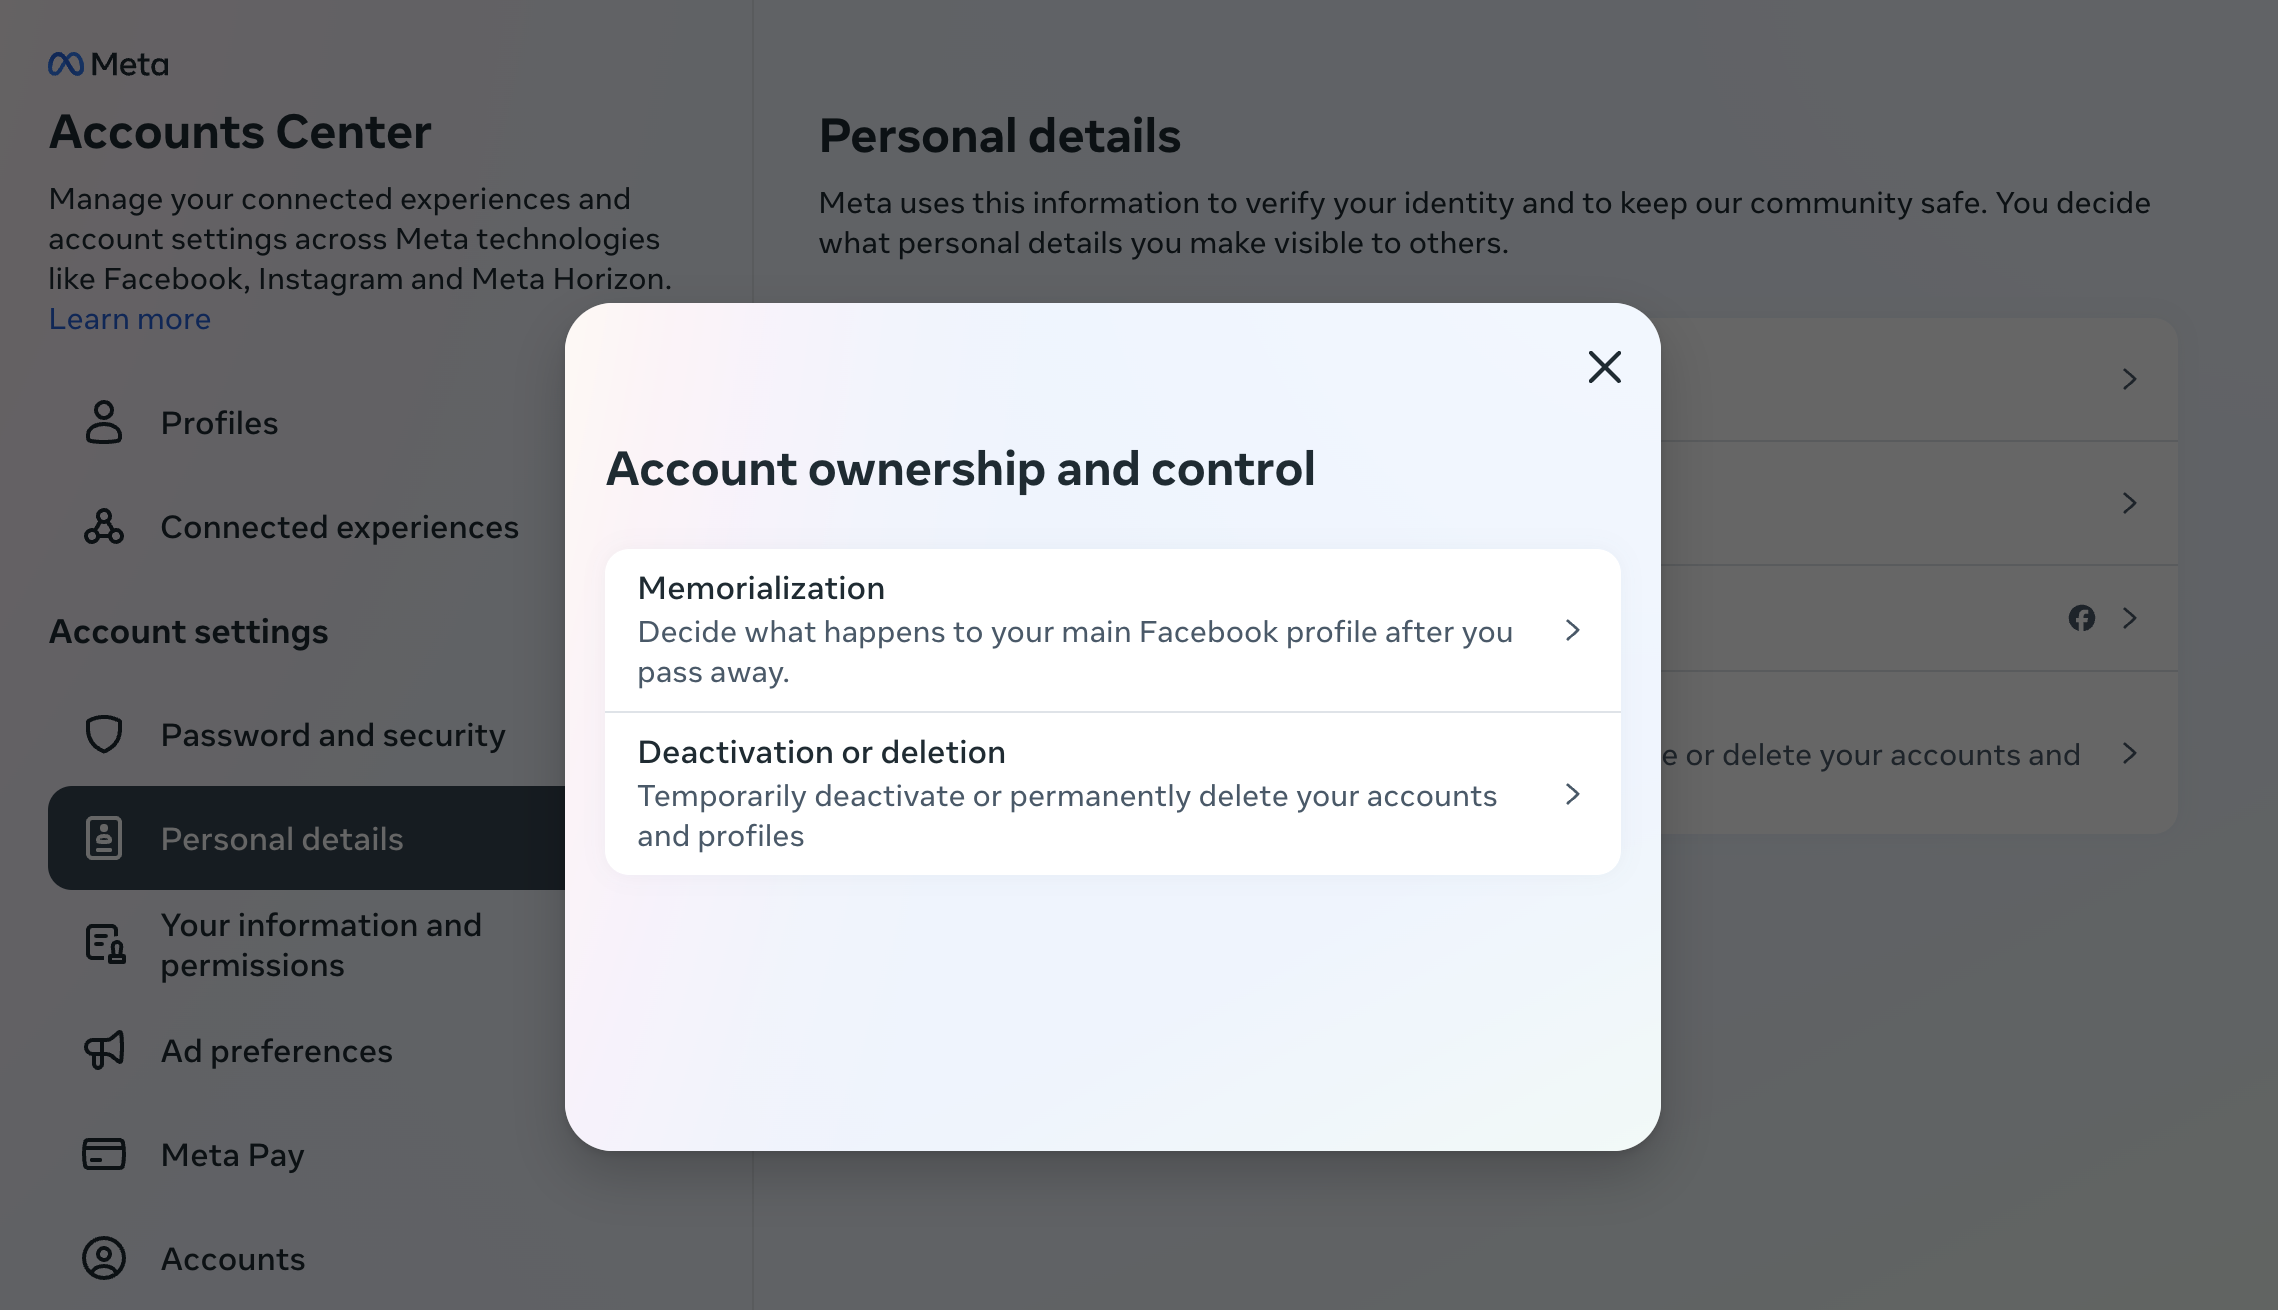 Meta
Accounts Center
Manage your connected experiences and
account settings across Meta technologies
like Facebook, Instagram and Meta Horizon.
Learn more
Profiles
Connected experiences
Account settings
Password and security
Personal details
Your information and
permissions
Ad preferences
Meta Pay
Accounts
Personal details
Meta uses this information to verify your identity and to keep our community safe. You decide
what personal details you make visible to others.
or delete your accounts and
Account ownership and control
Memorialization
Decide what happens to your main Facebook profile after you
pass away.
Deactivation or deletion
Temporarily deactivate or permanently delete your accounts
and profiles